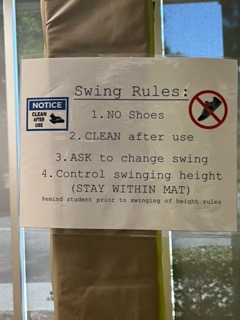 Swing Rules:
NOTICE
CLEAN
AFTER
USE
1. NO Shoes
2. CLEAN after use
3. ASK to change swing
4. Control swinging height
(STAY WITHIN MAT)
Remind student prior to swinging of height rules